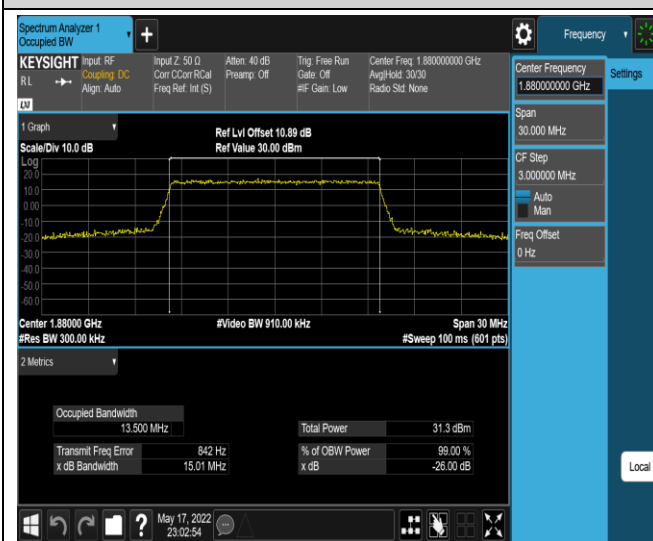 Spectrum Analyzer 1
Occupied BW
Frequency
KEYSIGHT
RL
LXI
Input: RF
Coupling: DC
Align: Auto
Input Z: 50 Ω
Corr CCorr RCal
Freq Ref: Int (S)
Atten: 40 dB
Preamp: Off
Trig: Free Run
Gate: Off
#IF Gain: Low
Center Freq: 1.880000000 GHz
Avg|Hold: 30/30
Radio Std: None
Center Frequency
1.880000000 GHz
Settings
Span
30.000 MHz
CF Step
3.000000 MHz
Auto
Man
Freq Offset
0 Hz
1 Graph
Scale/Div 10.0 dB
Ref Lvl Offset 10.89 dB
Ref Value 30.00 dBm
Log
20.0
10.0
0.00
-10.0
-20.0
-30.0
-40.0
-50.0
-60.0
Center 1.88000 GHz
#Video BW 910.00 kHz
Span 30 MHz
#Res BW 300.00 kHz
#Sweep 100 ms (601 pts)
2 Metrics
Occupied Bandwidth
13.500 MHz
Total Power 31.3 dBm
Transmit Freq Error 842 Hz
% of OBW Power 99.00 %
x dB Bandwidth 15.01 MHz
x dB -26.00 dB
Local
?
May 17, 2022
23:02:54